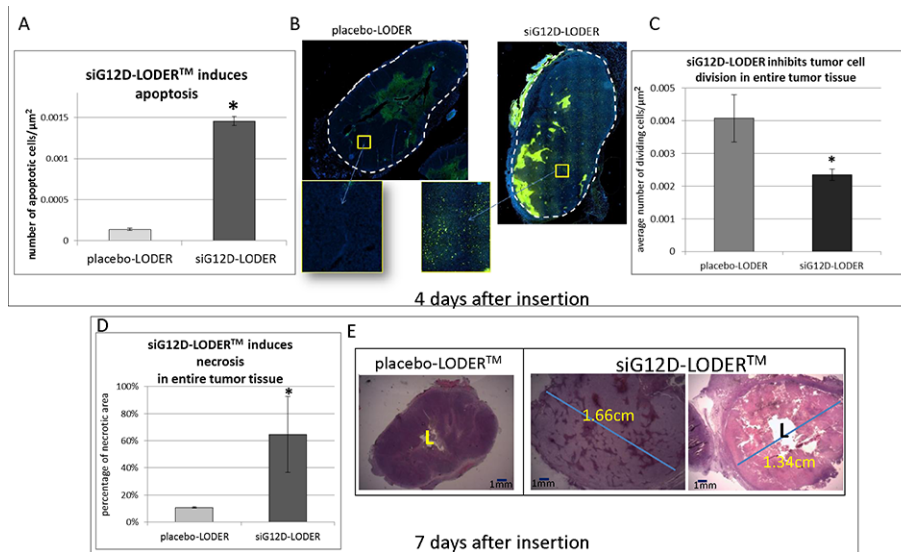 A
siG12D-LODER™ induces
apoptosis
number of apoptotic cells/µm²
0.0015
0.001
0.0005
0
*
placebo-LODER
siG12D-LODER
B
placebo-LODER
siG12D-LODER
C
siG12D-LODER inhibits tumor cell
division in entire tumor tissue
average number of dividing cells/µm²
0.005
0.004
0.003
0.002
0.001
0
*
placebo-LODER
siG12D-LODER
4 days after insertion
D
siG12D-LODER™ induces
necrosis
in entire tumor tissue
percentage of necrotic area
100%
80%
60%
40%
20%
0%
*
placebo-LODER
siG12D-LODER
E
placebo-LODER™
siG12D-LODER™
L
1mm
1.66cm
1mm
L
1.34cm
1mm
7 days after insertion